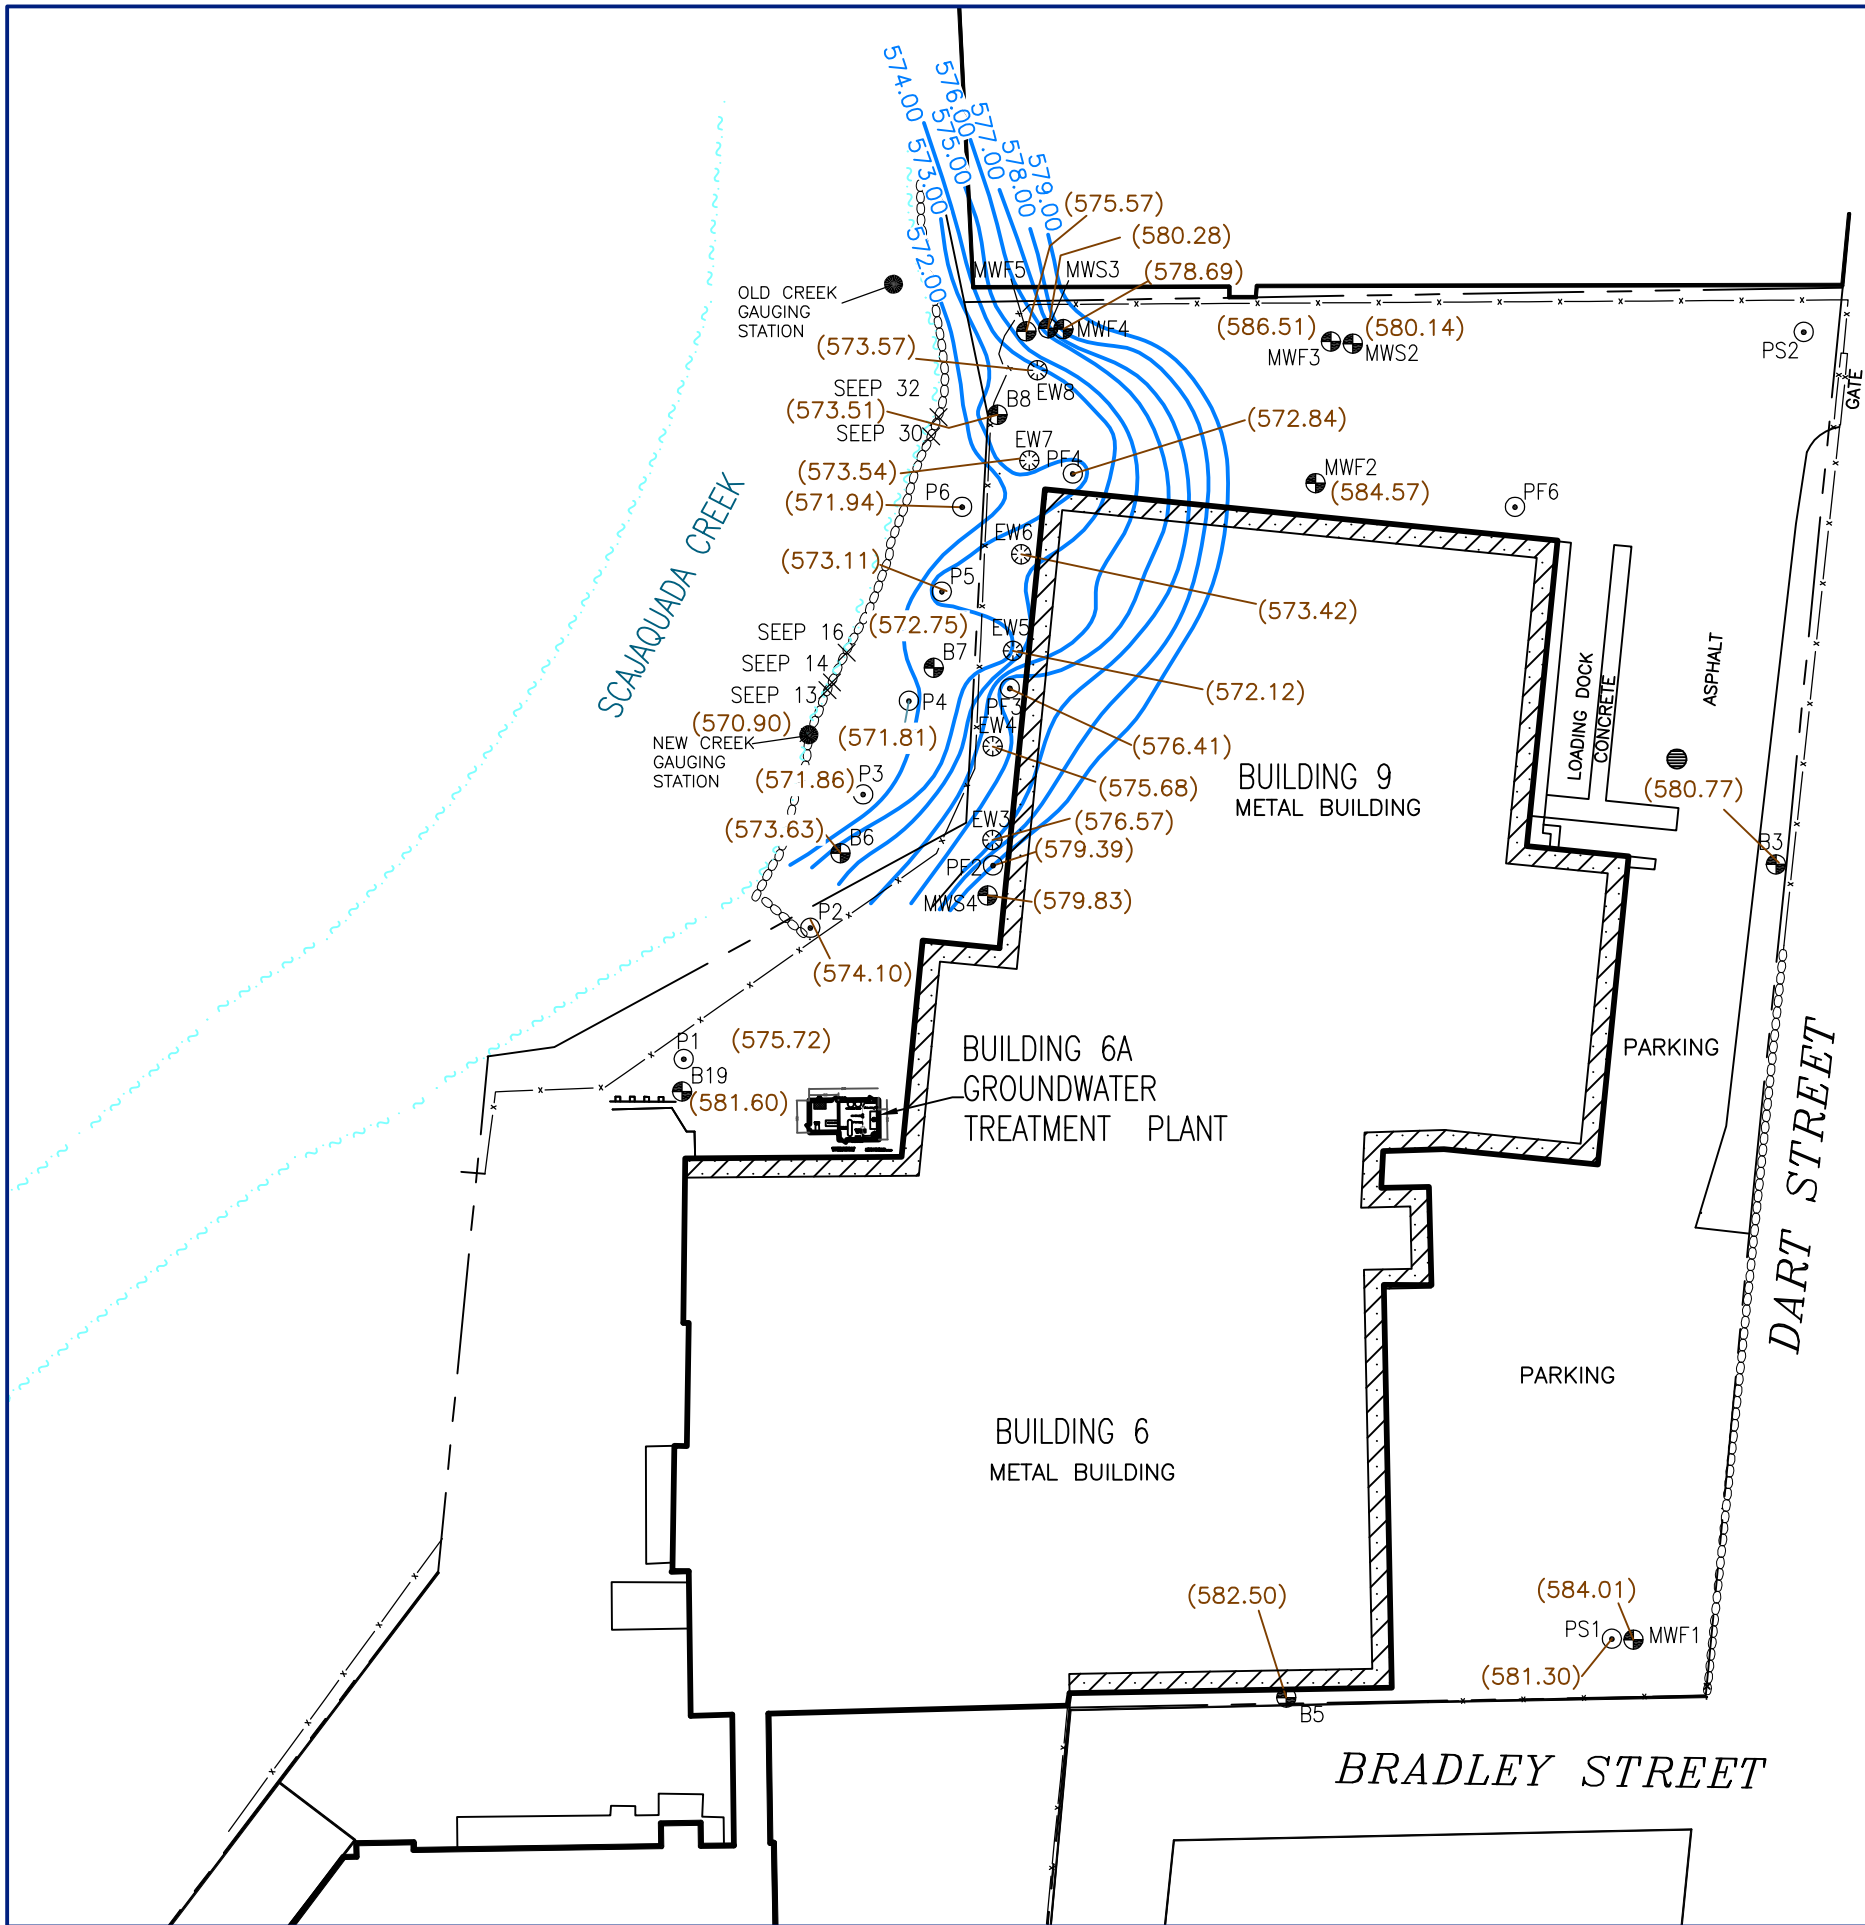 574.00
576.00
577.00
575.00
578.00
579.00
573.00
572.00
(575.57)
(580.28)
(578.69)
MWF5
MWS3
MWF4
OLD CREEK
GAUGING
STATION
(586.51)
(580.14)
MWF3
MWS2
PS2
GATE
(573.57)
EW8
SEEP 32
(573.51)
B8
SEEP 30
(572.84)
EW7
PF4
(573.54)
MWF2
(584.57)
PF6
P6
(571.94)
EW6
(573.11)
P5
(573.42)
(572.75)
EW5
SEEP 16
SEEP 14
SEEP 13
B7
SCAJAQUADA CREEK
(572.12)
P4
PF3
(570.90)
NEW CREEK
GAUGING
STATION
(571.81)
EW4
(576.41)
(571.86)
P3
(575.68)
BUILDING 9
METAL BUILDING
LOADING DOCK
CONCRETE
ASPHALT
(580.77)
B3
(573.63)
B6
EW3
(576.57)
(579.39)
PF2
MWS4
(579.83)
P2
(574.10)
(575.72)
P1
B19
(581.60)
BUILDING 6A
GROUNDWATER
TREATMENT PLANT
PARKING
DART STREET
PARKING
BUILDING 6
METAL BUILDING
(582.50)
(584.01)
PS1
MWF1
(581.30)
B5
BRADLEY STREET